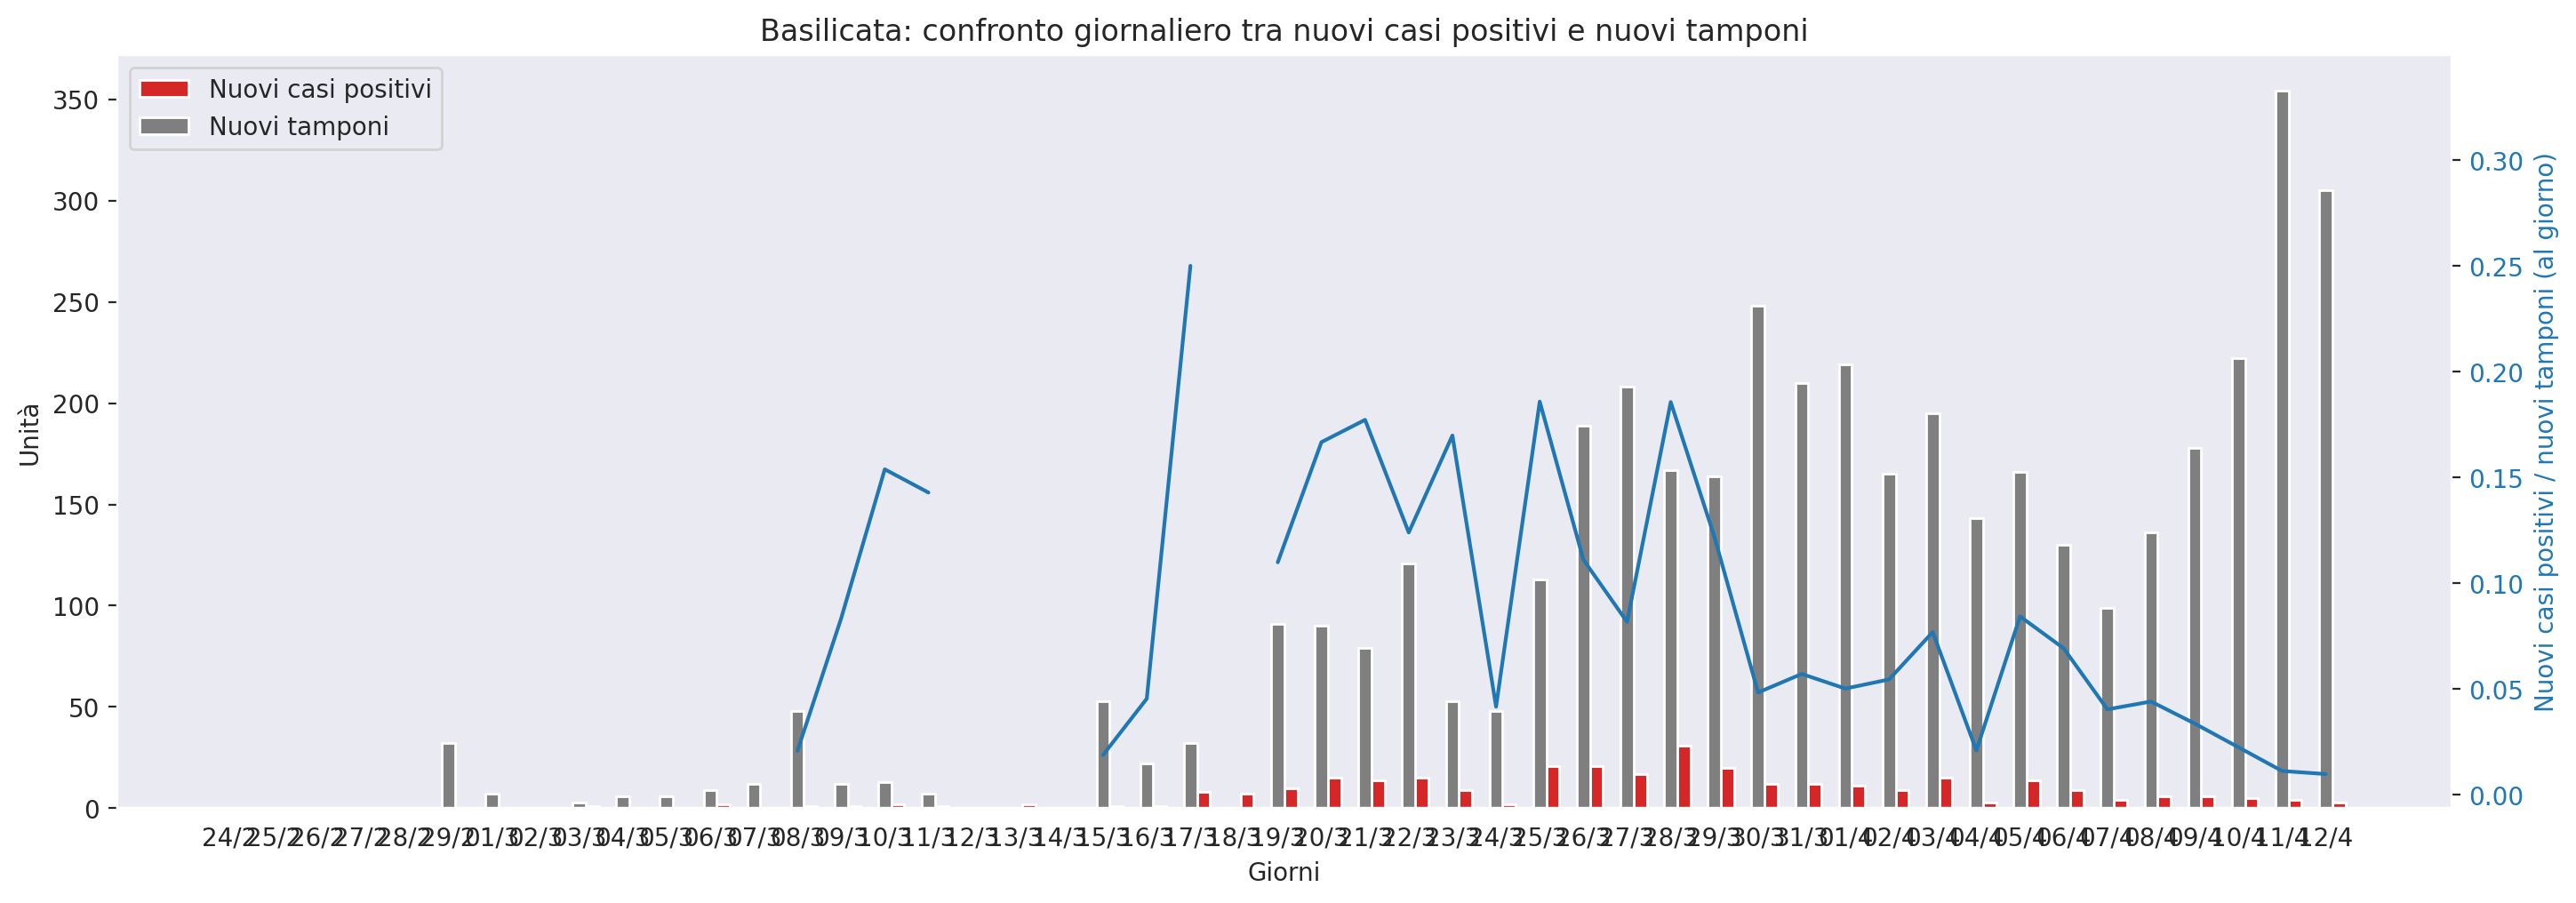 Basilicata: confronto giornaliero tra nuovi casi positivi e nuovi tamponi
Nuovi casi positivi
Nuovi tamponi
350
300
250
200
150
100
50
0
Unità
0.30
0.25
0.20
0.15
0.10
0.05
0.00
Nuovi casi positivi / nuovi tamponi (al giorno)
24/2 25/2 26/2 27/2 28/2 29/2 01/3 02/3 03/3 04/3 05/3 06/3 07/3 08/3 09/3 10/3 11/3 12/3 13/3 14/3 15/3 16/3 17/3 18/3 19/3 20/3 21/3 22/3 23/3 24/3 25/3 26/3 27/3 28/3 29/3 30/3 31/3 01/4 02/4 03/4 04/4 05/4 06/4 07/4 08/4 09/4 10/4 11/4 12/4
Giorni